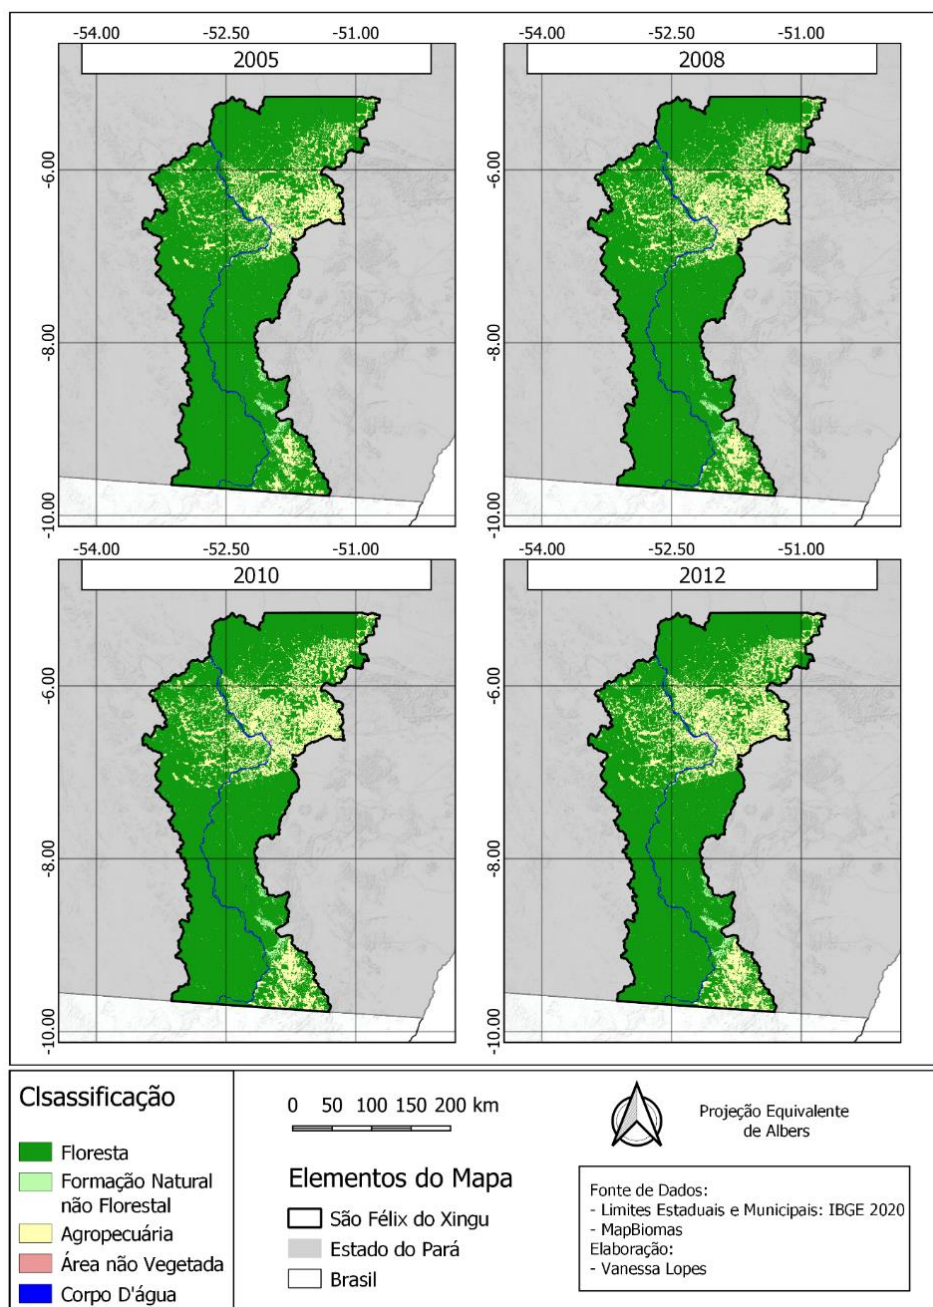 -54.00 -52.50 -51.00
2005
-6.00
-8.00
-10.00
-54.00 -52.50 -51.00
2008
-6.00
-8.00
-10.00
-54.00 -52.50 -51.00
2010
-6.00
-8.00
-10.00
-54.00 -52.50 -51.00
2012
-6.00
-8.00
-10.00
Clsassificação
Floresta
Formação Natural
não Florestal
Agropecuária
Área não Vegetada
Corpo D'água
0 50 100 150 200 km
Elementos do Mapa
São Félix do Xingu
Estado do Pará
Brasil
Projeção Equivalente
de Albers
Fonte de Dados:
- Limites Estaduais e Municipais: IBGE 2020
- MapBiomas
Elaboração:
- Vanessa Lopes